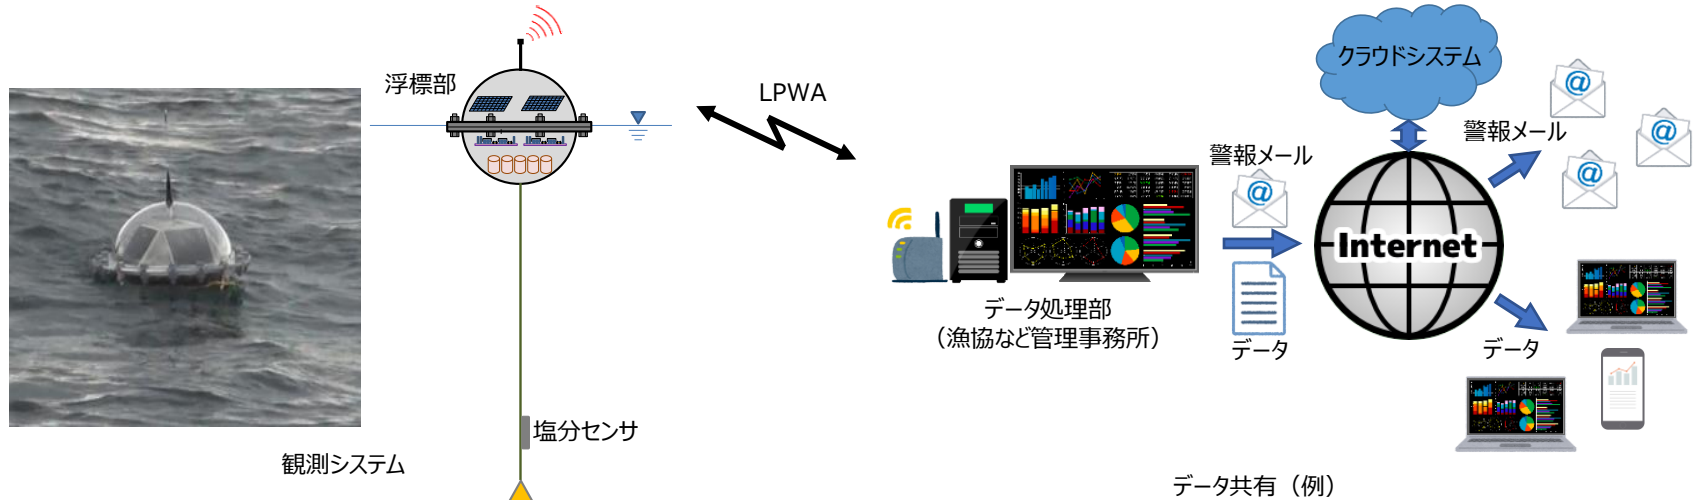 浮標部
LPWA
クラウドシステム
警報メール
警報メール
@
@
@
@
Internet
データ処理部
（漁協など管理事務所）
データ
データ
塩分センサ
観測システム
データ共有（例）